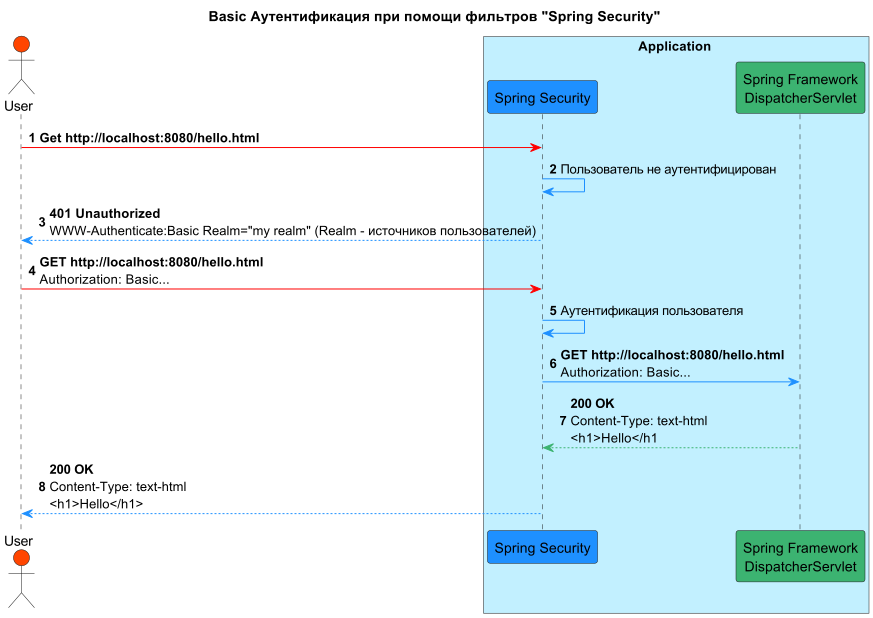 Basic Аутентификация при помощи фильтров "Spring Security"
Application
User
Spring Security
Spring Framework
DispatcherServlet
1 Get http://localhost:8080/hello.html
2 Пользователь не аутентифицирован
3 401 Unauthorized
WWW-Authenticate:Basic Realm="my realm" (Realm - источников пользователей)
4 GET http://localhost:8080/hello.html
Authorization: Basic...
5 Аутентификация пользователя
6 GET http://localhost:8080/hello.html
Authorization: Basic...
200 OK
7 Content-Type: text-html
<h1>Hello</h1
200 OK
8 Content-Type: text-html
<h1>Hello</h1>
User
Spring Security
Spring Framework
DispatcherServlet